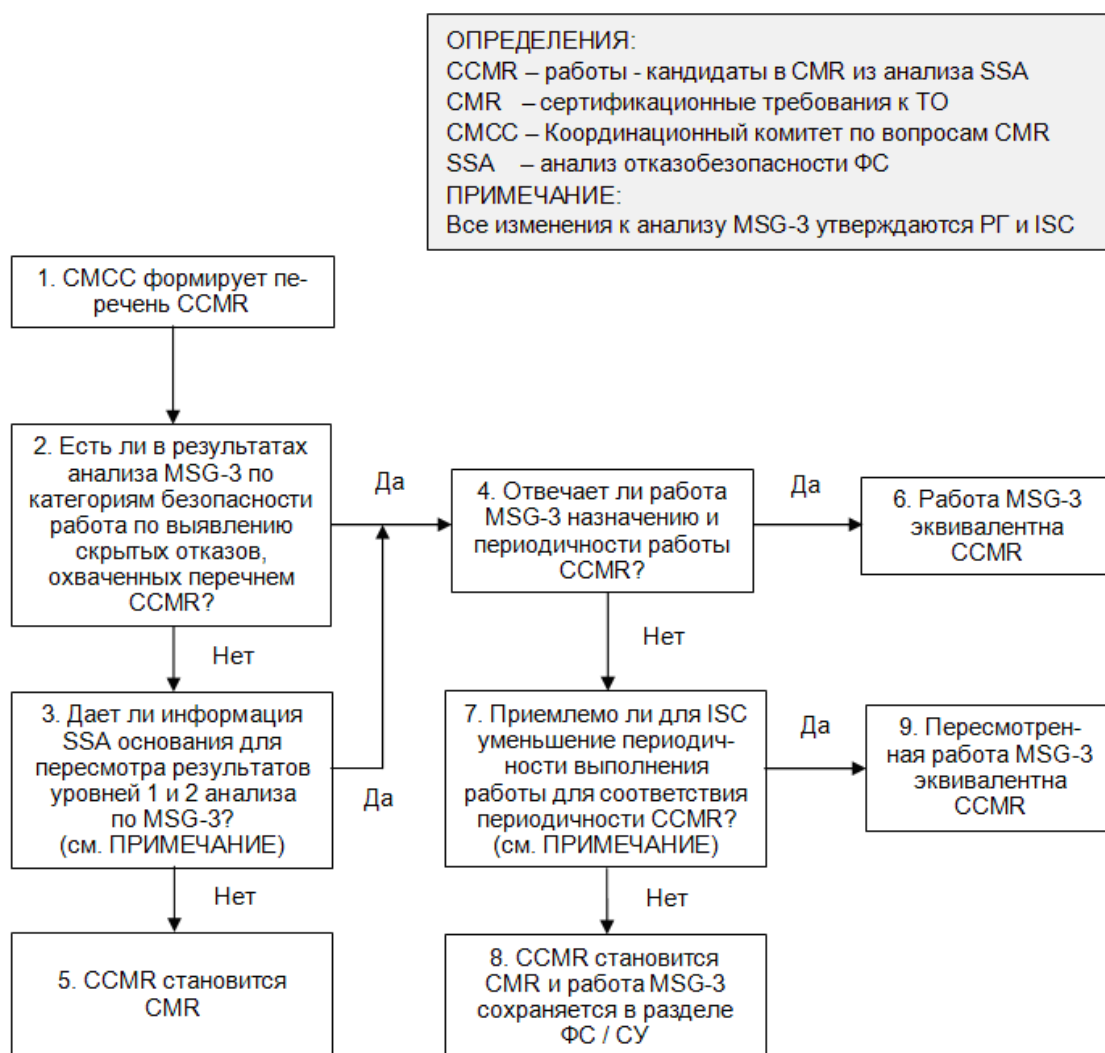 ОПРЕДЕЛЕНИЯ:
CCMR – работы - кандидаты в CMR из анализа SSA
CMR – сертификационные требования к ТО
CMCC – Координационный комитет по вопросам CMR
SSA – анализ отказобезопасности ФС
ПРИМЕЧАНИЕ:
Все изменения к анализу MSG-3 утверждаются РГ и ISC
1. CMCC формирует пе-
речень CCMR
2. Есть ли в результатах
анализа MSG-3 по
категориям безопасности
работа по выявлению
скрытых отказов,
охваченных перечнем
CCMR?
Да
4. Отвечает ли работа
MSG-3 назначению и
периодичности работы
CCMR?
Да
6. Работа MSG-3
эквивалентна
CCMR
Нет
Нет
3. Дает ли информация
SSA основания для
пересмотра результатов
уровней 1 и 2 анализа
по MSG-3?
(см. ПРИМЕЧАНИЕ)
Да
7. Приемлемо ли для ISC
уменьшение периодич-
ности выполнения
работы для соответствия
периодичности CCMR?
(см. ПРИМЕЧАНИЕ)
Да
9. Пересмотрен-
ная работа MSG-3
эквивалентна
CCMR
Нет
Нет
5. CCMR становится
CMR
8. CCMR становится
CMR и работа MSG-3
сохраняется в разделе
ФС / СУ